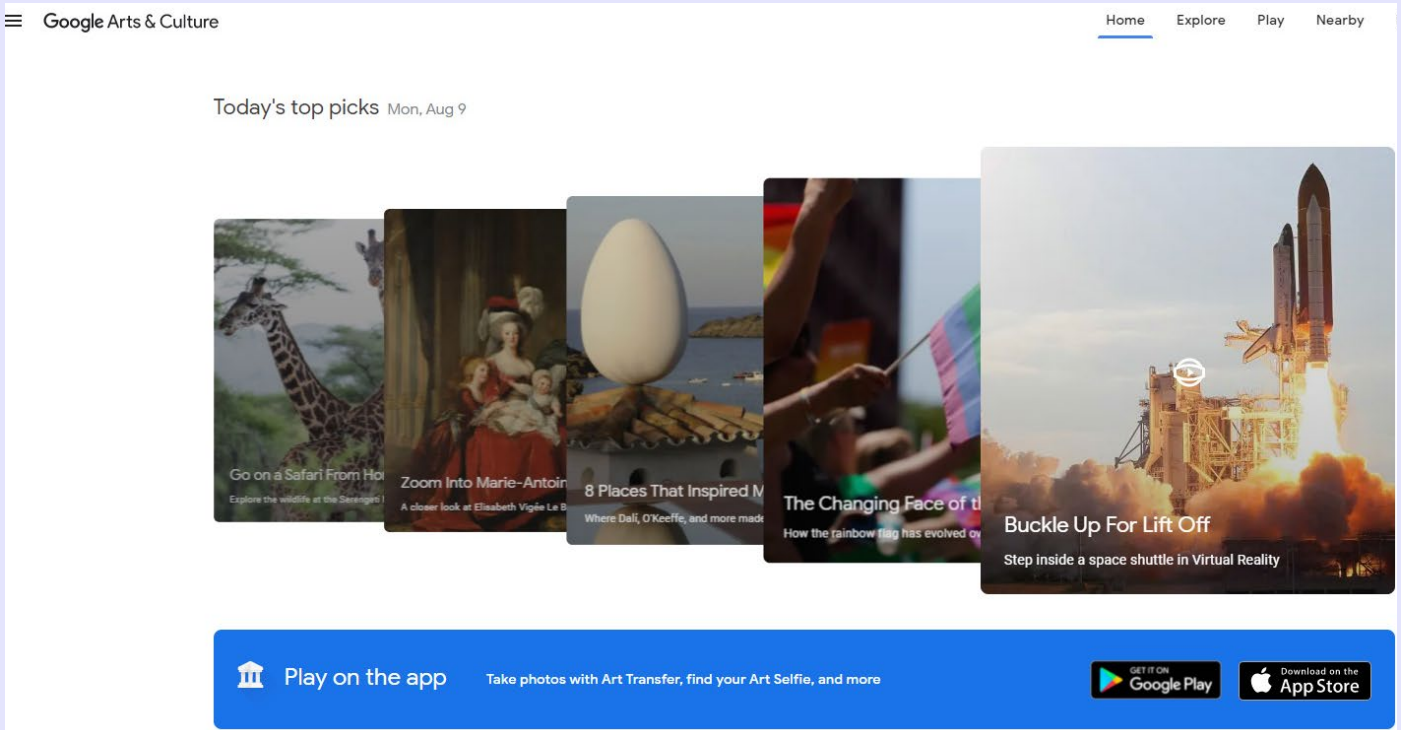 Google Arts & Culture
Home Explore Play Nearby
Today's top picks Mon, Aug 9
Go on a Safari From Ho
Explore the wildlife at the Serengeti
Zoom Into Marie-Antoin
A closer look at Elisabeth Vigée Le B
8 Places That Inspired M
Where Dalí, O'Keeffe, and more made
The Changing Face of th
How the rainbow flag has evolved ov
Buckle Up For Lift Off
Step inside a space shuttle in Virtual Reality
Play on the app
Take photos with Art Transfer, find your Art Selfie, and more
GET IT ON
Google Play
Download on the
App Store